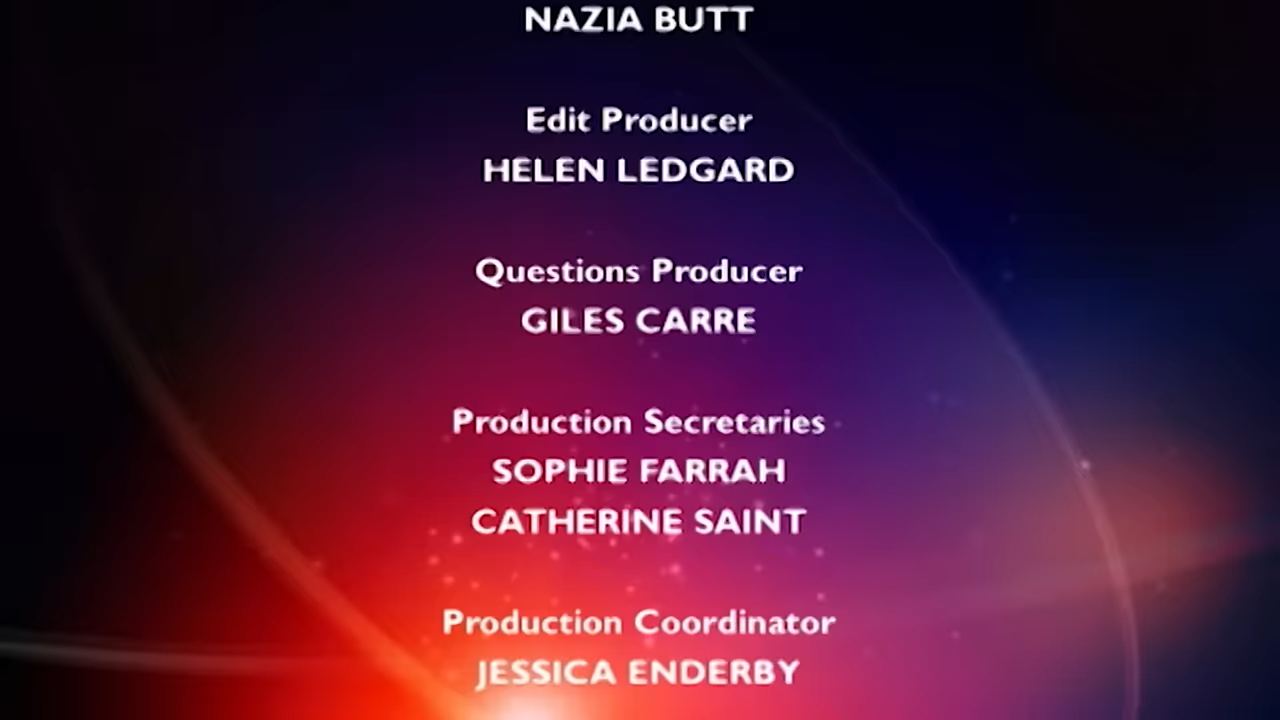 NAZIA BUTT
Edit Producer
HELEN LEDGARD
Questions Producer
GILES CARRE
Production Secretaries
SOPHIE FARRAH
CATHERINE SAINT
Production Coordinator
JESSICA ENDERBY